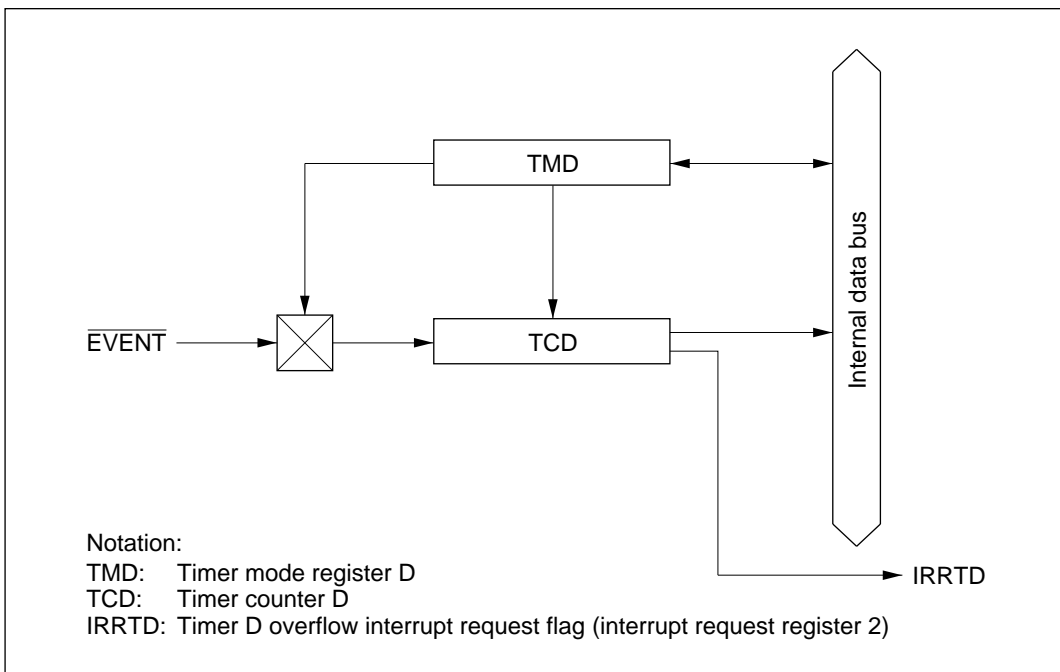 TMD
Internal data bus
EVENT
TCD
IRRTD
Notation:
TMD: Timer mode register D
TCD: Timer counter D
IRRTD: Timer D overflow interrupt request flag (interrupt request register 2)